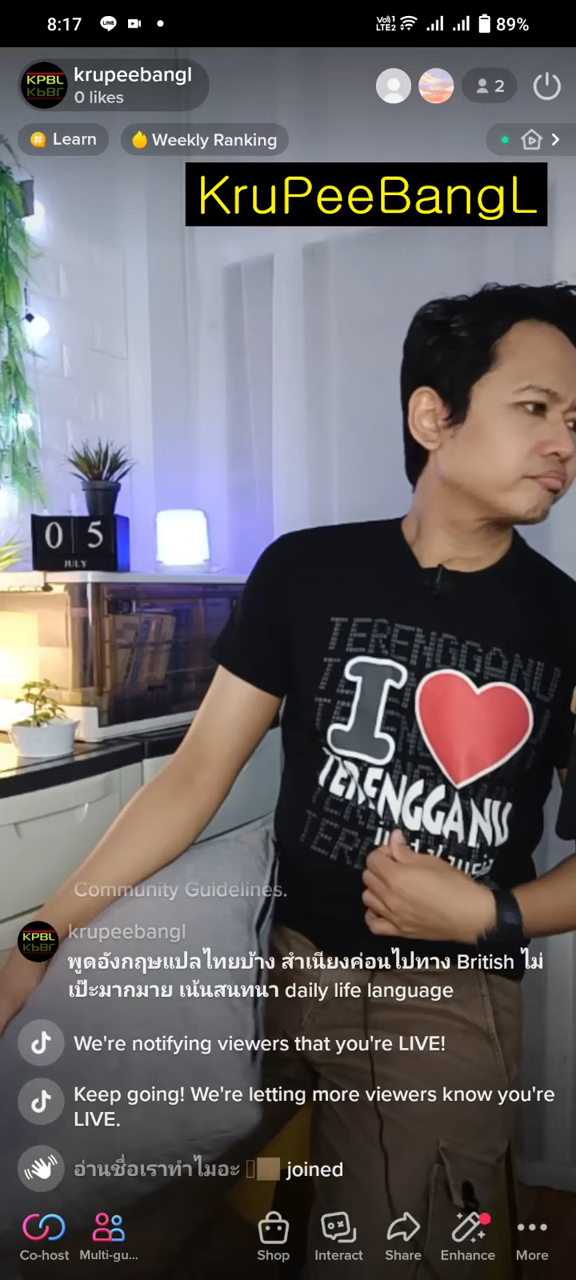 8:17
LINE
Vo))1
LTE2
89%
KPBL
krupeebangl
0 likes
2
Learn
Weekly Ranking
KruPeeBangL
0 5
JULY
TERENGGANU
I
TERENGGANU
Community Guidelines.
KPBL
krupeebangl
พูดอังกฤษแปลไทยบ้าง สำเนียงค่อนไปทาง British ไม่
เป๊ะมากมาย เน้นสนทนา daily life language
We're notifying viewers that you're LIVE!
Keep going! We're letting more viewers know you're
LIVE.
อ่านชื่อเราทำไมอะ joined
Co-host
Multi-gu...
Shop
Interact
Share
Enhance
More